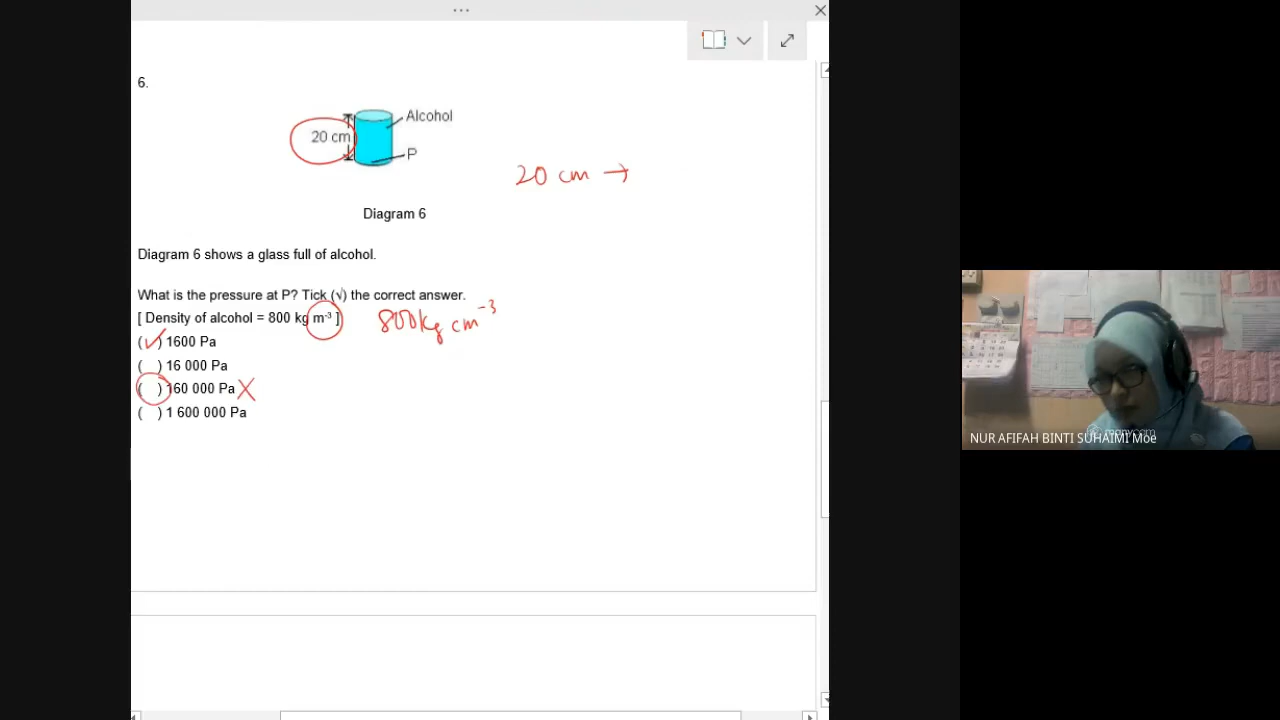 6.
Alcohol
20 cm
P
20 cm →
Diagram 6
Diagram 6 shows a glass full of alcohol.
What is the pressure at P? Tick (√) the correct answer.
[ Density of alcohol = 800 kg m⁻³ ] 800kg cm⁻³
(✓) 1600 Pa
( ) 16 000 Pa
( ) 160 000 Pa X
( ) 1 600 000 Pa
NUR AFIFAH BINTI SUHAIMI Moe